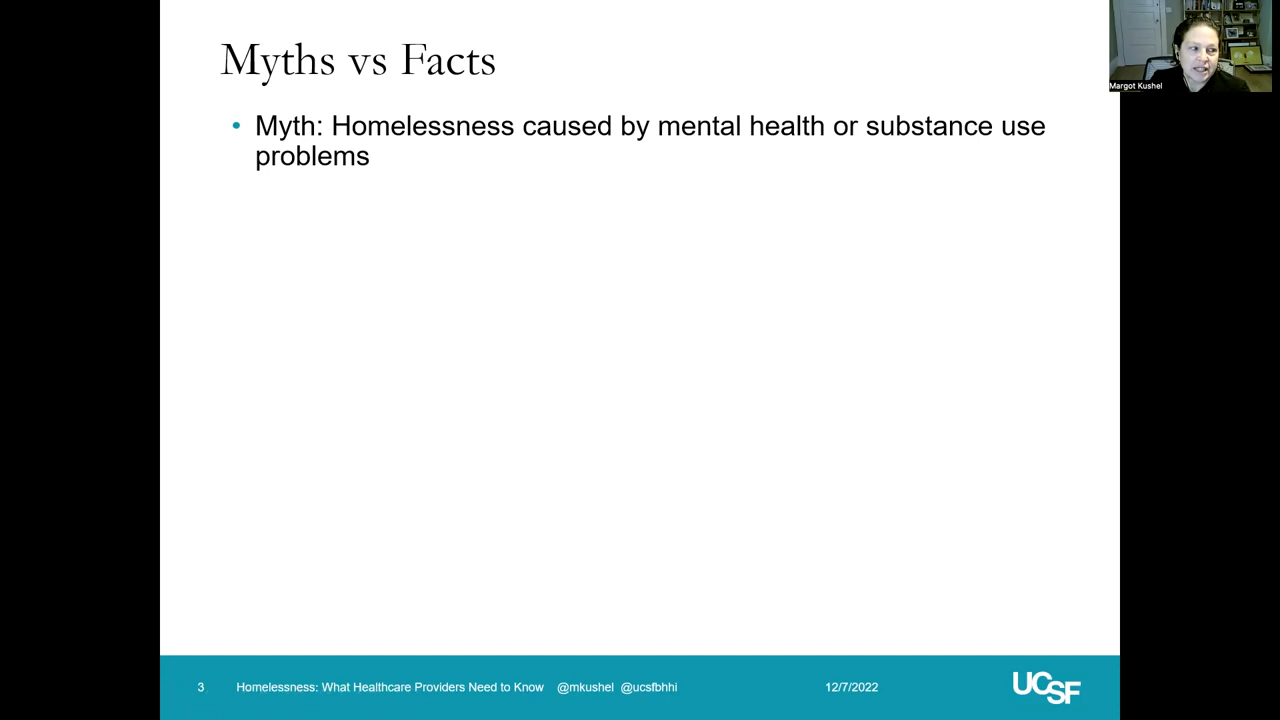 Myths vs Facts
Margot Kushel
• Myth: Homelessness caused by mental health or substance use
problems
3 Homelessness: What Healthcare Providers Need to Know @mkushel @ucsfbhhi 12/7/2022 UCSF